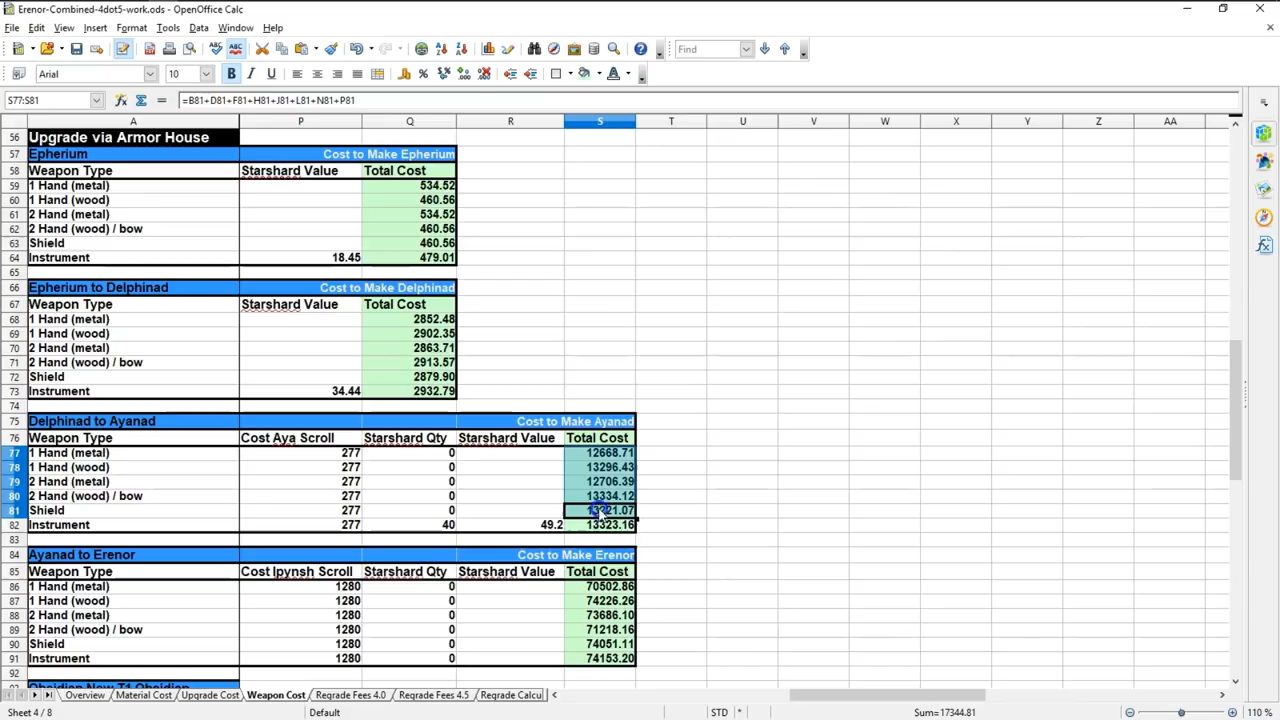 Erenor-Combined-4dot5-work.ods - OpenOffice Calc
File Edit View Insert Format Tools Data Window Help
Find
Arial 10
S77:S81 =B81+D81+F81+H81+J81+L81+N81+P81
A P Q R S T U V W X Y Z AA
56 Upgrade via Armor House
57 Epherium Cost to Make Epherium
58 Weapon Type Starshard Value Total Cost
59 1 Hand (metal) 534.52
60 1 Hand (wood) 460.56
61 2 Hand (metal) 534.52
62 2 Hand (wood) / bow 460.56
63 Shield 460.56
64 Instrument 18.45 479.01
65
66 Epherium to Delphinad Cost to Make Delphinad
67 Weapon Type Starshard Value Total Cost
68 1 Hand (metal) 2852.48
69 1 Hand (wood) 2902.35
70 2 Hand (metal) 2863.71
71 2 Hand (wood) / bow 2913.57
72 Shield 2879.90
73 Instrument 34.44 2932.79
74
75 Delphinad to Ayanad Cost to Make Ayanad
76 Weapon Type Cost Aya Scroll Starshard Qty Starshard Value Total Cost
77 1 Hand (metal) 277 0 12668.71
78 1 Hand (wood) 277 0 13296.43
79 2 Hand (metal) 277 0 12706.39
80 2 Hand (wood) / bow 277 0 13334.12
81 Shield 277 0
82 Instrument 277 40 49.2 13323.16
83
84 Ayanad to Erenor Cost to Make Erenor
85 Weapon Type Cost Ipynsh Scroll Starshard Qty Starshard Value Total Cost
86 1 Hand (metal) 1280 0 70502.86
87 1 Hand (wood) 1280 0 74226.26
88 2 Hand (metal) 1280 0 73686.10
89 2 Hand (wood) / bow 1280 0 71218.16
90 Shield 1280 0 74051.11
91 Instrument 1280 0 74153.20
92
Overview Material Cost Upgrade Cost Weapon Cost Regrade Fees 4.0 Regrade Fees 4.5 Regrade Calcu
Sheet 4 / 8 Default STD * Sum=17344.81 110 %